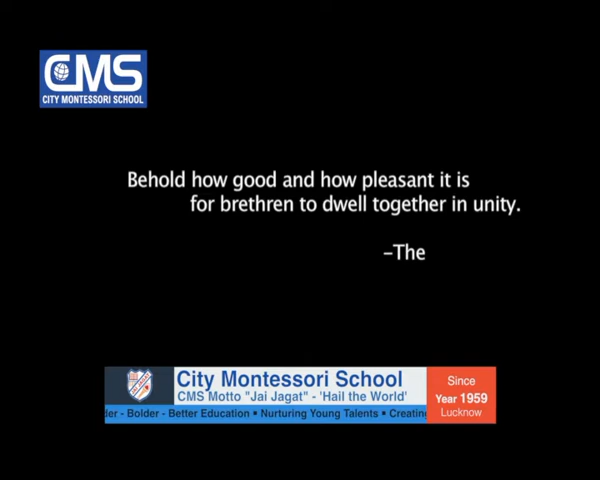 CMS
CITY MONTESSORI SCHOOL
Behold how good and how pleasant it is
for brethren to dwell together in unity.
–The
City Montessori School
CMS Motto "Jai Jagat" - 'Hail the World'
Since
Year 1959
Lucknow
- Bolder - Better Education ▪ Nurturing Young Talents ▪